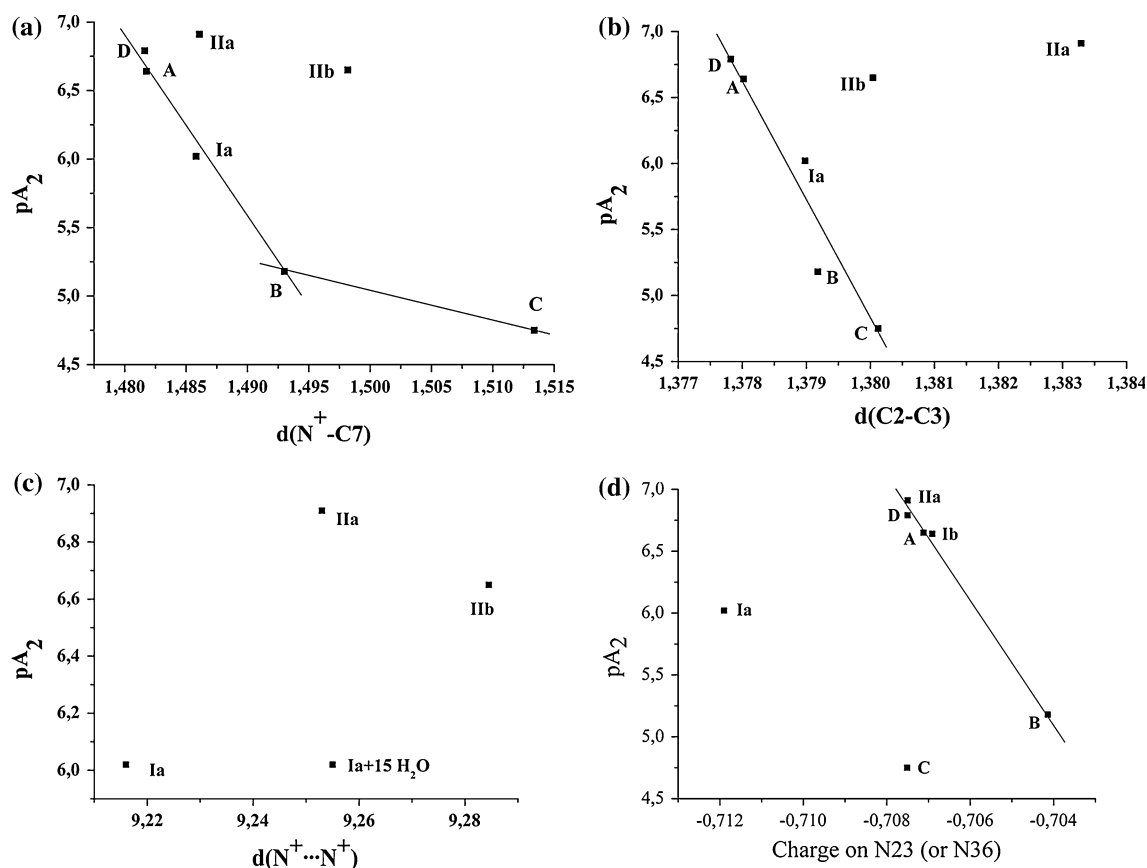 (a)
7,0
6,5
6,0
5,5
5,0
4,5
pA2
D
A
IIa
IIb
Ia
B
C
1,480 1,485 1,490 1,495 1,500 1,505 1,510 1,515
d(N+-C7)
(b)
7,0
6,5
6,0
5,5
5,0
4,5
pA2
D
A
IIa
IIb
Ia
B
C
1,377 1,378 1,379 1,380 1,381 1,382 1,383 1,384
d(C2-C3)
(c)
7,0
6,8
6,6
6,4
6,2
6,0
pA2
IIa
IIb
Ia
Ia+15 H2O
9,22 9,24 9,26 9,28
d(N+···N+)
(d)
7,0
6,5
6,0
5,5
5,0
4,5
pA2
IIa
D
A
Ib
Ia
B
C
-0,712 -0,710 -0,708 -0,706 -0,704
Charge on N23 (or N36)